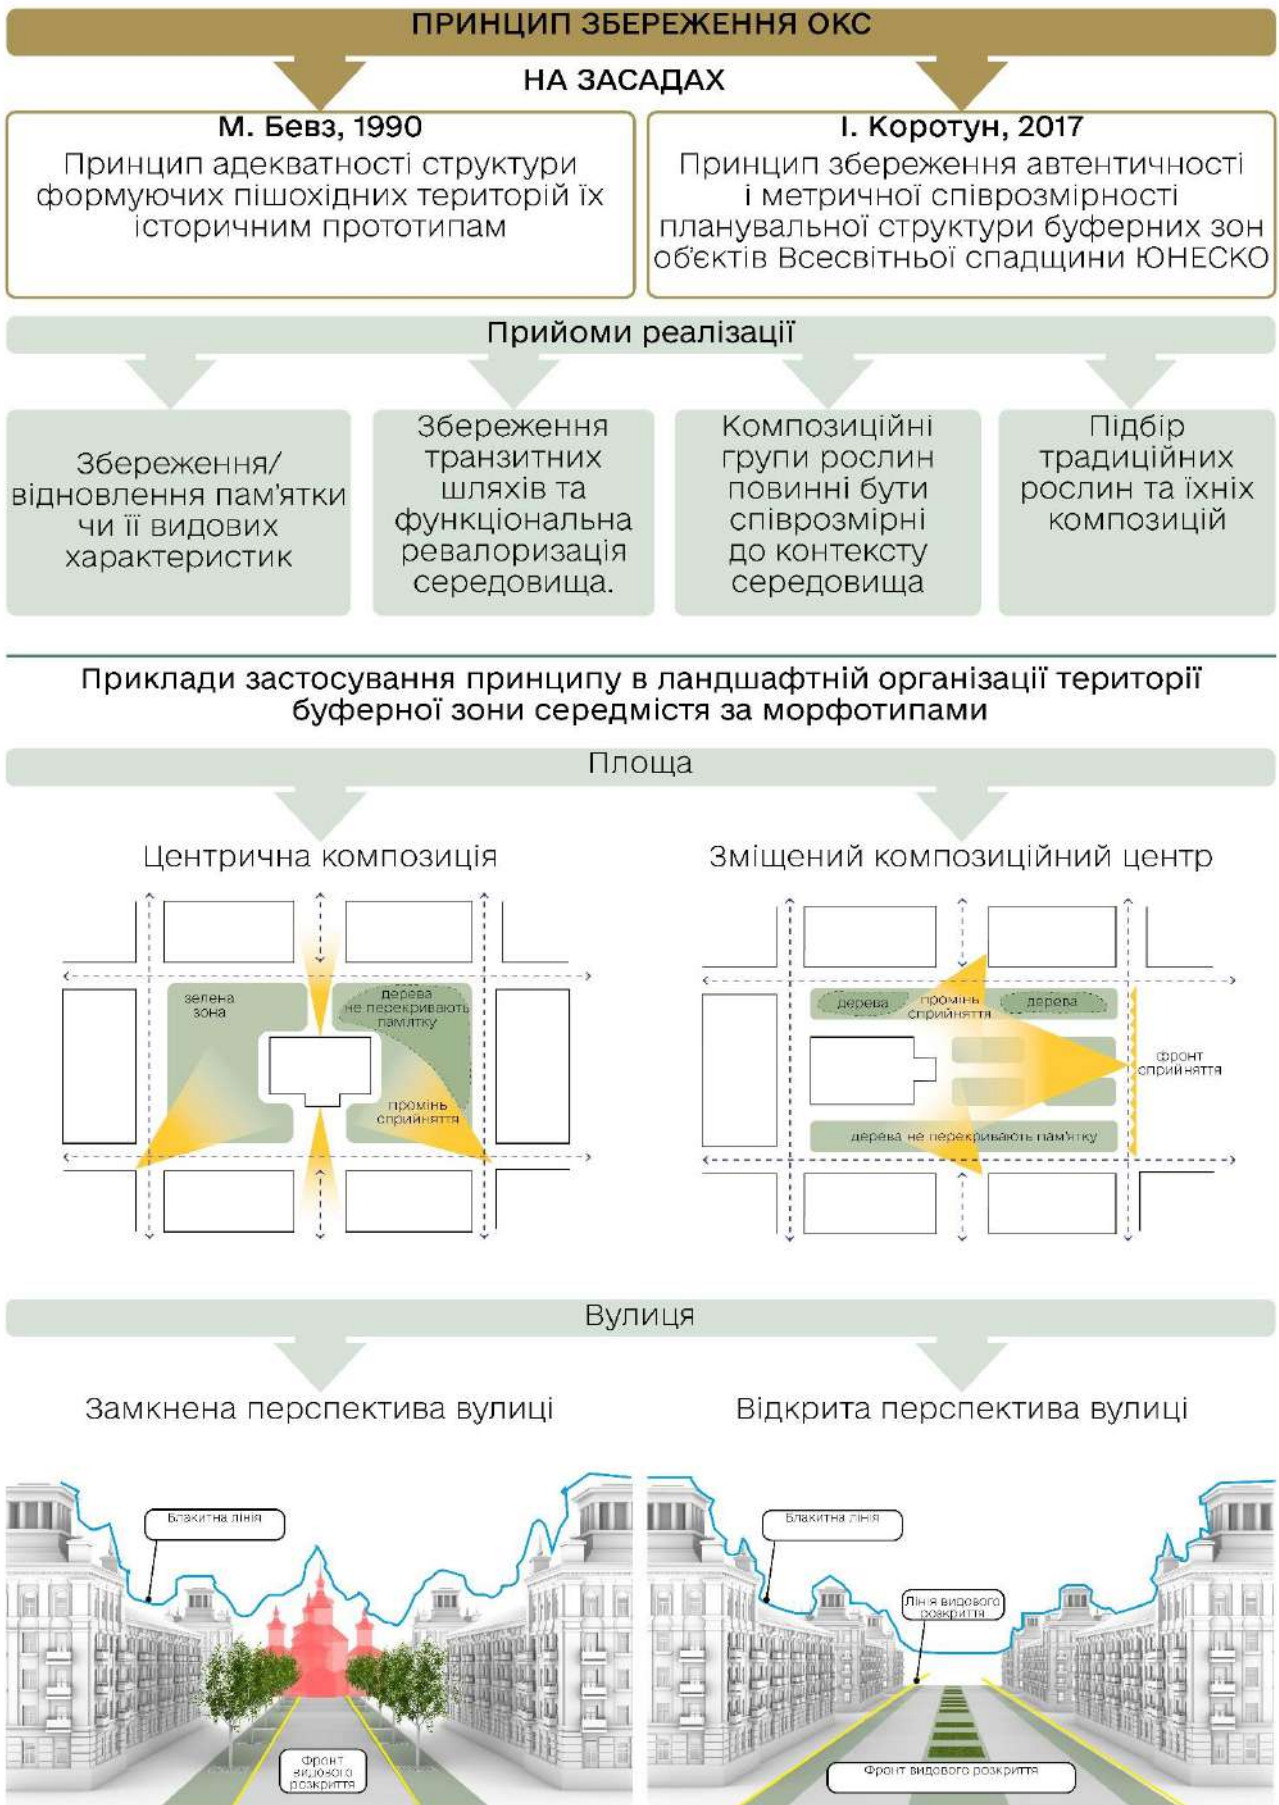 ПРИНЦИП ЗБЕРЕЖЕННЯ ОКС
НА ЗАСАДАХ
М. Бевз, 1990
Принцип адекватності структури
формуючих пішохідних територій їх
історичним прототипам
І. Коротун, 2017
Принцип збереження автентичності
і метричної співрозмірності
планувальної структури буферних зон
об'єктів Всесвітньої спадщини ЮНЕСКО
Прийоми реалізації
Збереження/
відновлення пам'ятки
чи її видових
характеристик
Збереження
транзитних
шляхів та
функціональна
ревалоризація
середовища.
Композиційні
групи рослин
повинні бути
співрозмірні
до контексту
середовища
Підбір
традиційних
рослин та їхніх
композицій
Приклади застосування принципу в ландшафтній організації території
буферної зони середмістя за морфотипами
Площа
Центрична композиція
зелена
зона
дерева
не перекривають
пам'ятку
промінь
сприйняття
Зміщений композиційний центр
дерева
промінь
сприйняття
дерева
фронт
сприйняття
дерева не перекривають пам'ятку
Вулиця
Замкнена перспектива вулиці
Блакитна лінія
Фронт
видового
розкриття
Відкрита перспектива вулиці
Блакитна лінія
Лінія видового
розкриття
Фронт видового розкриття